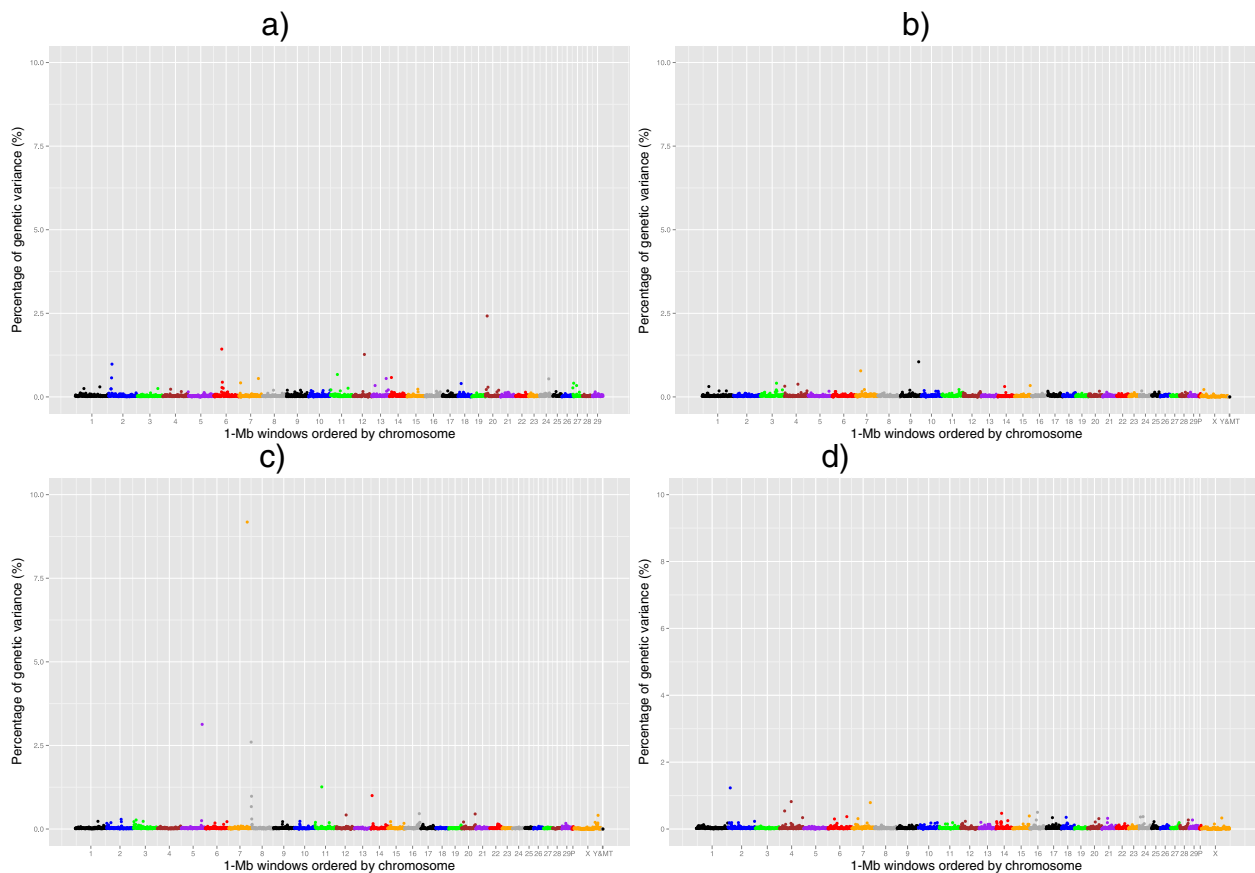 a)
10.0
7.5
5.0
2.5
0.0
Percentage of genetic variance (%)
1 2 3 4 5 6 7 8 9 10 11 12 13 14 15 16 17 18 19 20 21 22 23 24 25 26 27 28 29
1-Mb windows ordered by chromosome
b)
10.0
7.5
5.0
2.5
0.0
Percentage of genetic variance (%)
1 2 3 4 5 6 7 8 9 10 11 12 13 14 15 16 17 18 19 20 21 22 23 24 25 26 27 28 29P X Y&MT
1-Mb windows ordered by chromosome
c)
10.0
7.5
5.0
2.5
0.0
Percentage of genetic variance (%)
1 2 3 4 5 6 7 8 9 10 11 12 13 14 15 16 17 18 19 20 21 22 23 24 25 26 27 28 29P X Y&MT
1-Mb windows ordered by chromosome
d)
10
8
6
4
2
0
Percentage of genetic variance (%)
1 2 3 4 5 6 7 8 9 10 11 12 13 14 15 16 17 18 19 20 21 22 23 24 25 26 27 28 29P X
1-Mb windows ordered by chromosome